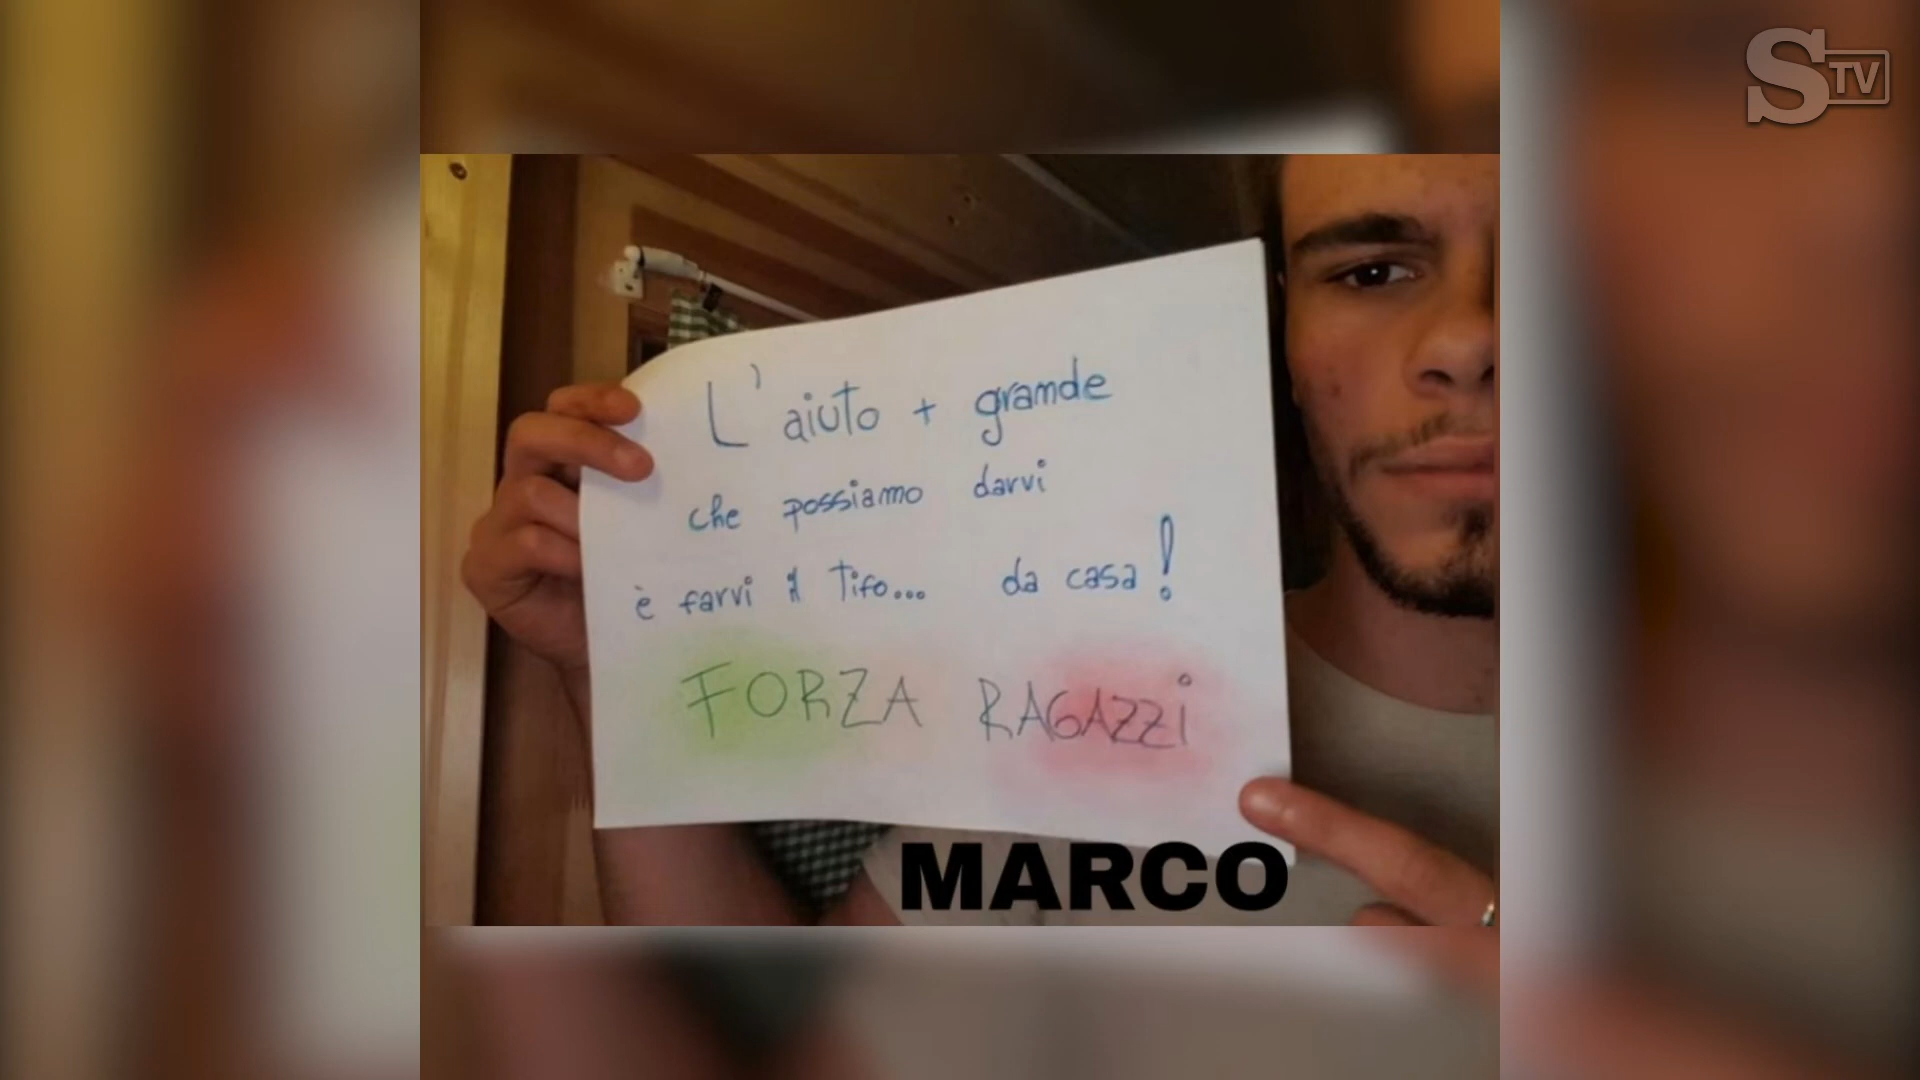 STV
L'aiuto + grande
che possiamo darvi
è farvi il tifo... da casa!
FORZA RAGAZZI
MARCO